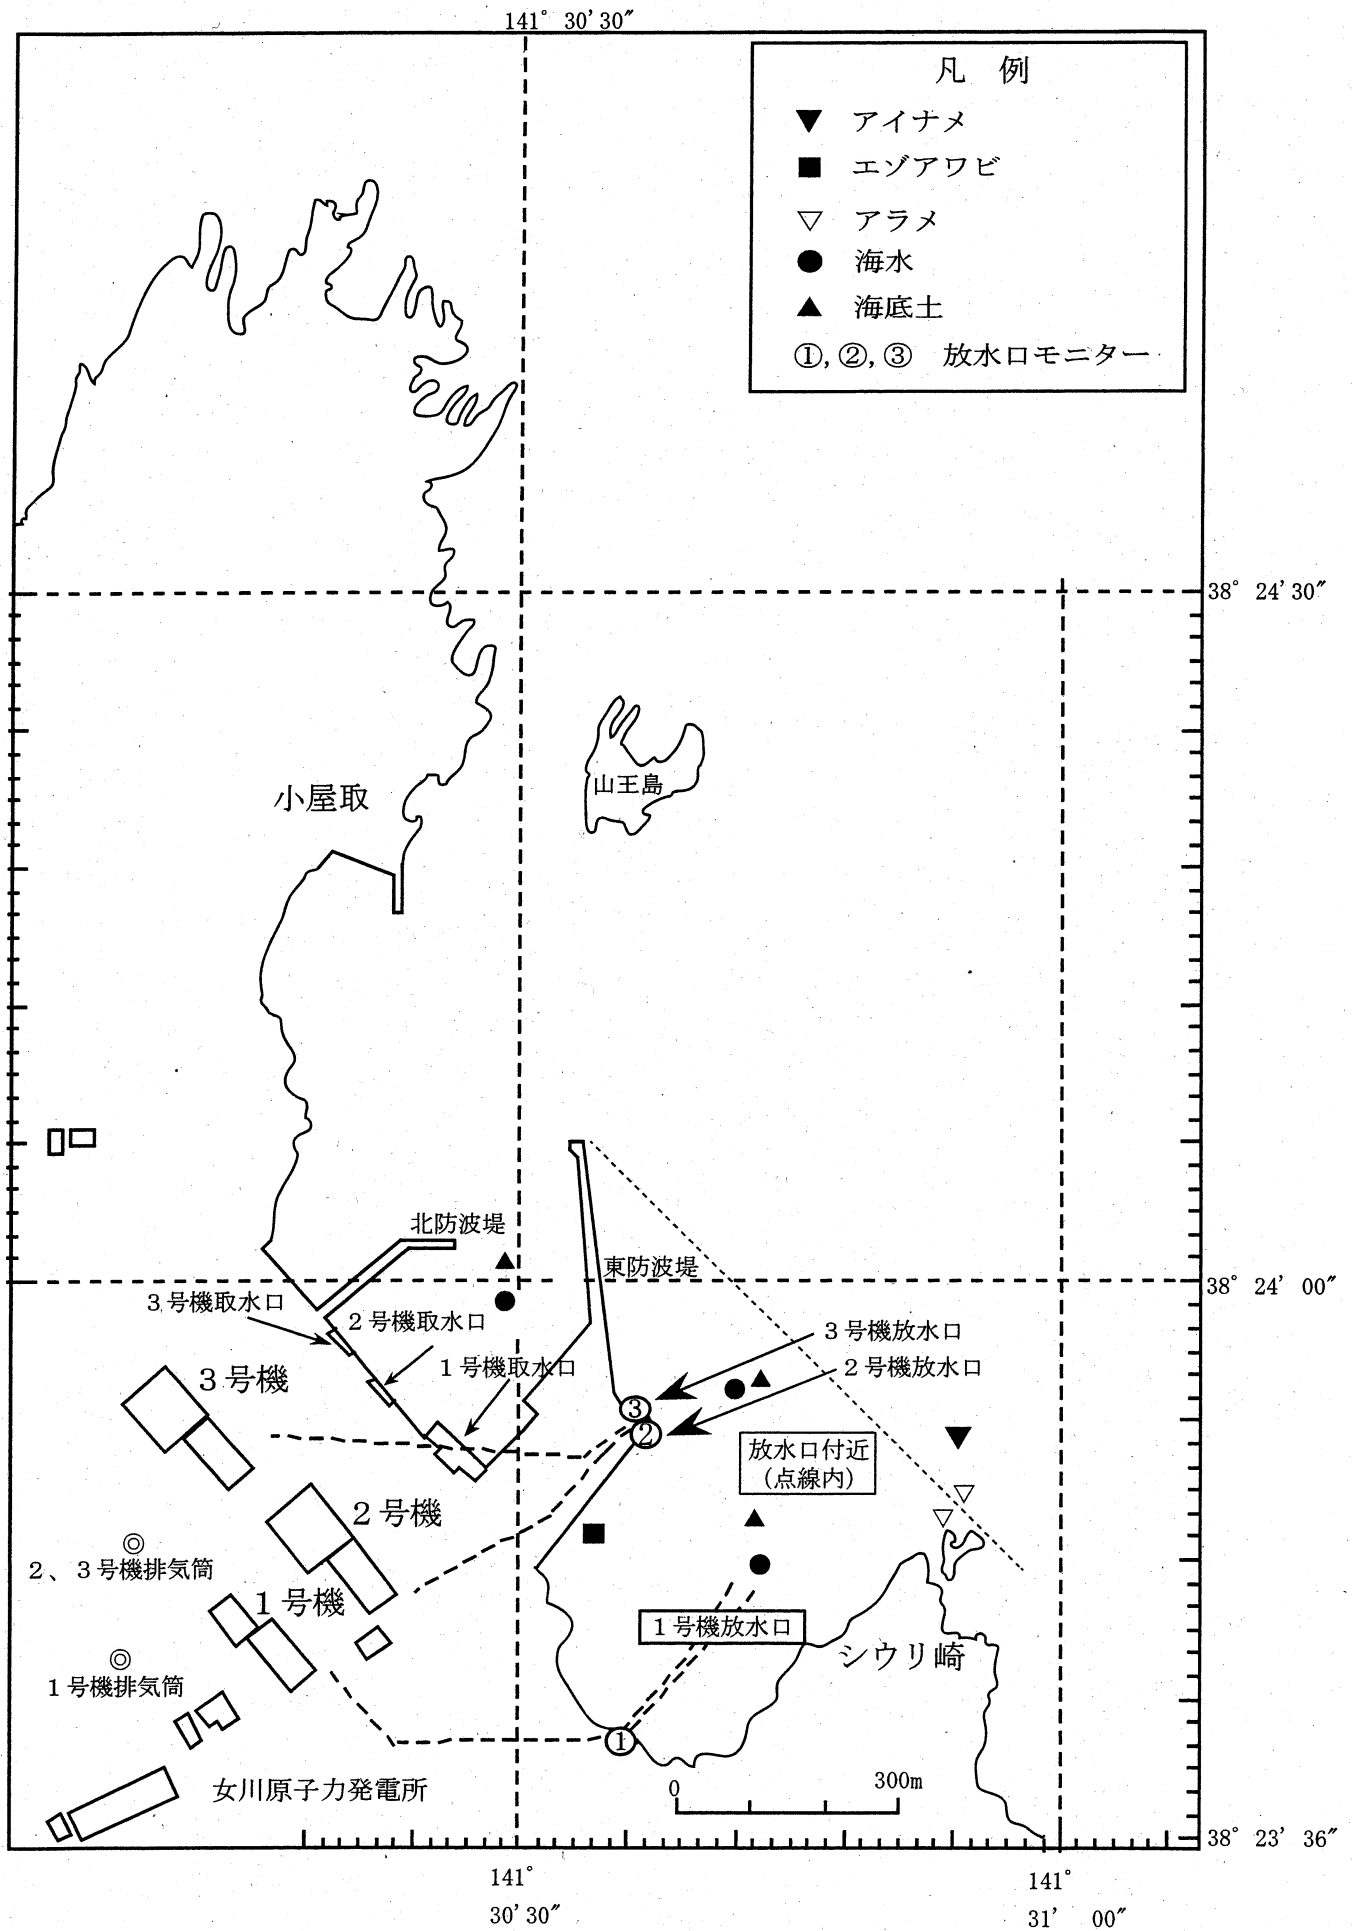 141° 30′30″
凡 例
▼ アイナメ
■ エゾアワビ
▽ アラメ
● 海水
▲ 海底土
①,②,③ 放水口モニター
38° 24′30″
山王島
小屋取
北防波堤
東防波堤
38° 24′00″
3号機取水口
2号機取水口
1号機取水口
3号機放水口
2号機放水口
3号機
③
②
放水口付近
(点線内)
2号機
◎
2、3号機排気筒
1号機
1号機放水口
シウリ崎
◎
1号機排気筒
①
女川原子力発電所
0 300m
38° 23′36″
141°
30′30″
141°
31′ 00″